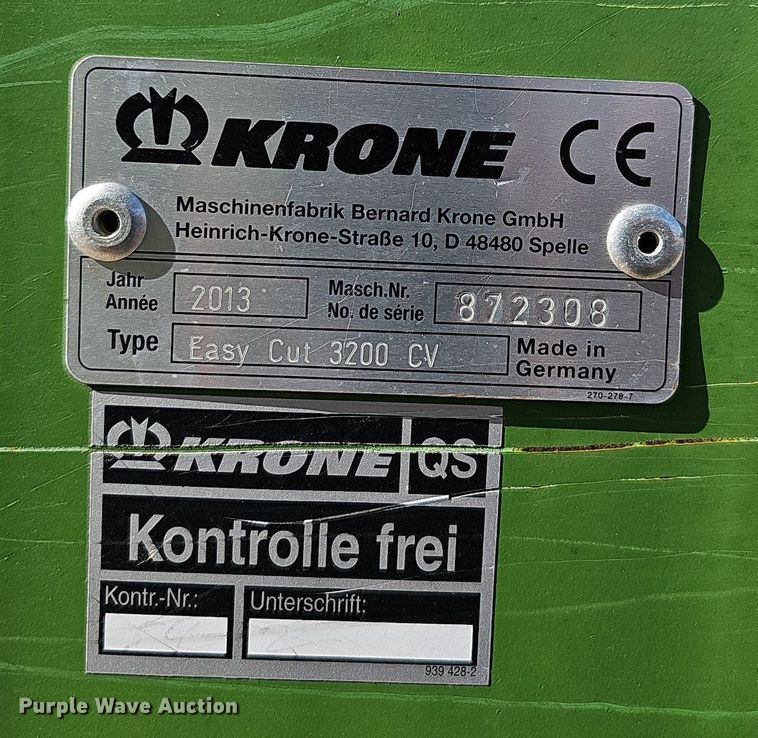 KRONE CE
Maschinenfabrik Bernard Krone GmbH
Heinrich-Krone-Straße 10, D 48480 Spelle
Jahr
Année 2013 Masch.Nr.
No. de série 872308
Type Easy Cut 3200 CV Made in
Germany
270-278-7
KRONE QS
Kontrolle frei
Kontr.-Nr.: Unterschrift:
939 428-2
Purple Wave Auction